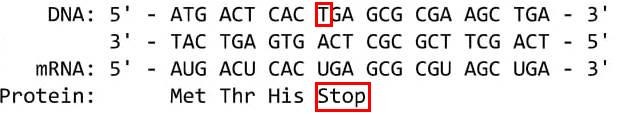 DNA: 5' - ATG ACT CAC TGA GCG CGA AGC TGA - 3'
3' - TAC TGA GTG ACT CGC GCT TCG ACT - 5'
mRNA: 5' - AUG ACU CAC UGA GCG CGU AGC UGA - 3'
Protein: Met Thr His Stop